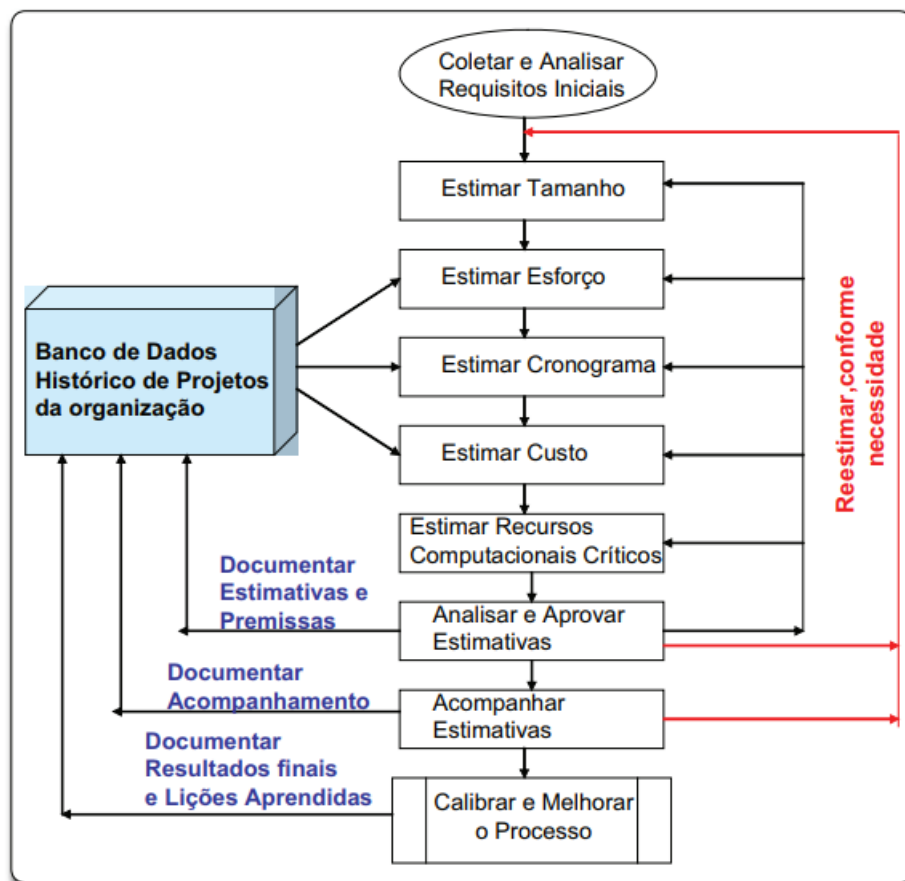 Coletar e Analisar
Requisitos Iniciais
Estimar Tamanho
Estimar Esforço
Banco de Dados
Histórico de Projetos
da organização
Estimar Cronograma
Estimar Custo
Estimar Recursos
Computacionais Críticos
Reestimar,conforme
necessidade
Documentar
Estimativas e
Premissas
Analisar e Aprovar
Estimativas
Documentar
Acompanhamento
Acompanhar
Estimativas
Documentar
Resultados finais
e Lições Aprendidas
Calibrar e Melhorar
o Processo